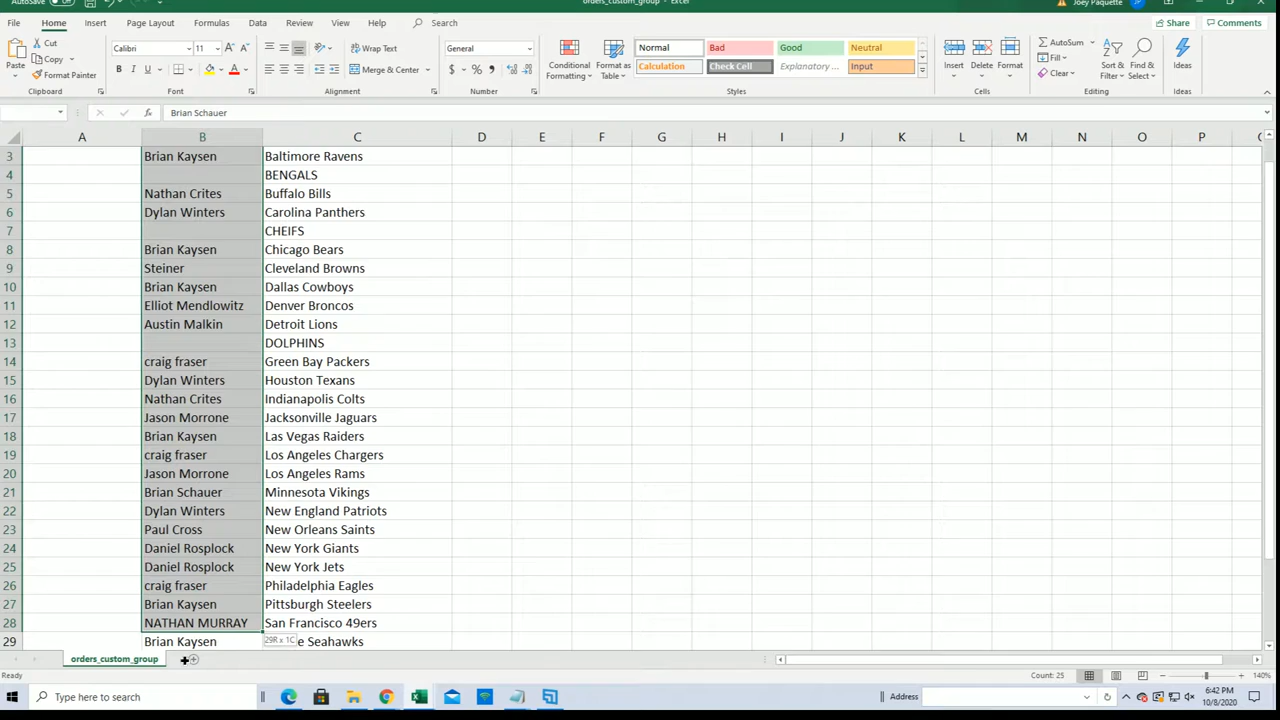 AutoSave
orders_custom_group - Excel
Joey Paquette
File Home Insert Page Layout Formulas Data Review View Help Search Share Comments
Paste Cut Copy Format Painter Clipboard
Calibri 11 A A B I U A Font
Wrap Text Merge & Center Alignment
General $ % , Number
Conditional Formatting Format as Table
Normal Bad Good Neutral
Calculation Check Cell Explanatory ... Input
Styles
Insert Delete Format Cells
AutoSum Fill Clear Sort & Filter Find & Select Editing
Ideas Ideas
fx Brian Schauer
A B C D E F G H I J K L M N O P
3 Brian Kaysen Baltimore Ravens
4 BENGALS
5 Nathan Crites Buffalo Bills
6 Dylan Winters Carolina Panthers
7 CHEIFS
8 Brian Kaysen Chicago Bears
9 Steiner Cleveland Browns
10 Brian Kaysen Dallas Cowboys
11 Elliot Mendlowitz Denver Broncos
12 Austin Malkin Detroit Lions
13 DOLPHINS
14 craig fraser Green Bay Packers
15 Dylan Winters Houston Texans
16 Nathan Crites Indianapolis Colts
17 Jason Morrone Jacksonville Jaguars
18 Brian Kaysen Las Vegas Raiders
19 craig fraser Los Angeles Chargers
20 Jason Morrone Los Angeles Rams
21 Brian Schauer Minnesota Vikings
22 Dylan Winters New England Patriots
23 Paul Cross New Orleans Saints
24 Daniel Rosplock New York Giants
25 Daniel Rosplock New York Jets
26 craig fraser Philadelphia Eagles
27 Brian Kaysen Pittsburgh Steelers
28 NATHAN MURRAY San Francisco 49ers
29 Brian Kaysen e Seahawks
29R x 1C
orders_custom_group
Ready Count: 25 140%
Type here to search Address 6:42 PM
10/8/2020